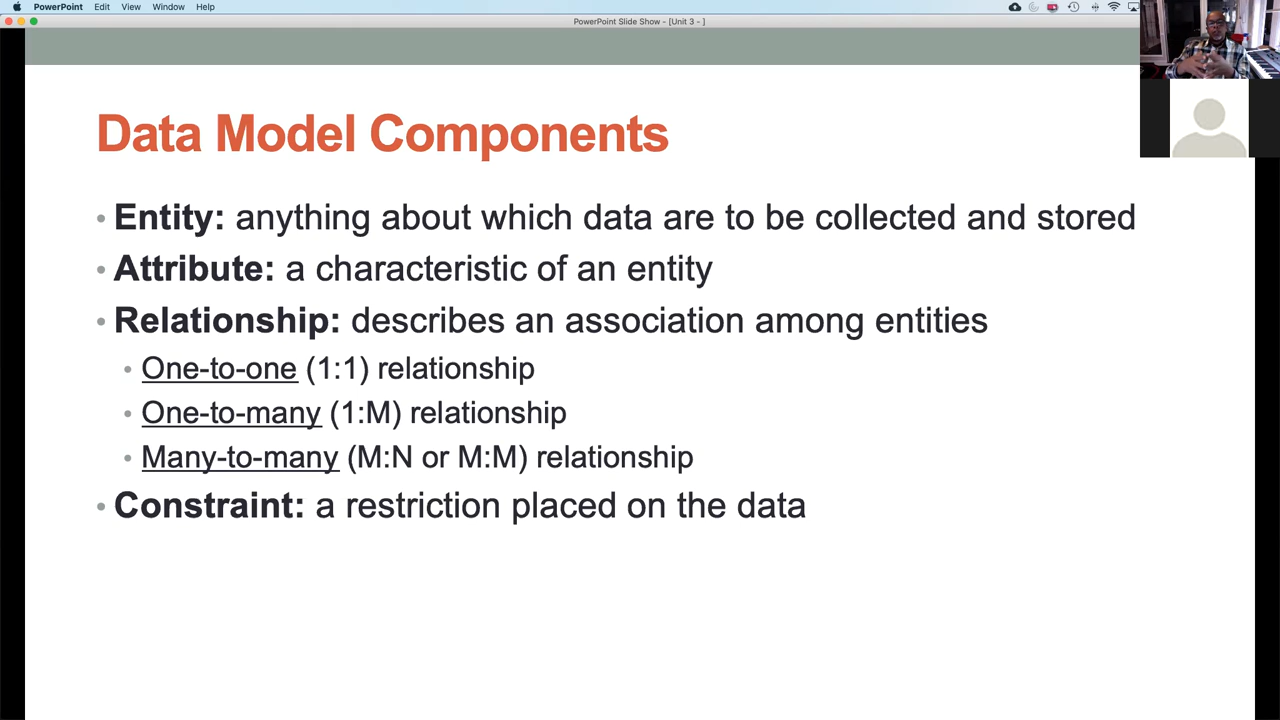 PowerPoint Edit View Window Help
PowerPoint Slide Show - [Unit 3 - ]
Data Model Components
• Entity: anything about which data are to be collected and stored
• Attribute: a characteristic of an entity
• Relationship: describes an association among entities
• One-to-one (1:1) relationship
• One-to-many (1:M) relationship
• Many-to-many (M:N or M:M) relationship
• Constraint: a restriction placed on the data